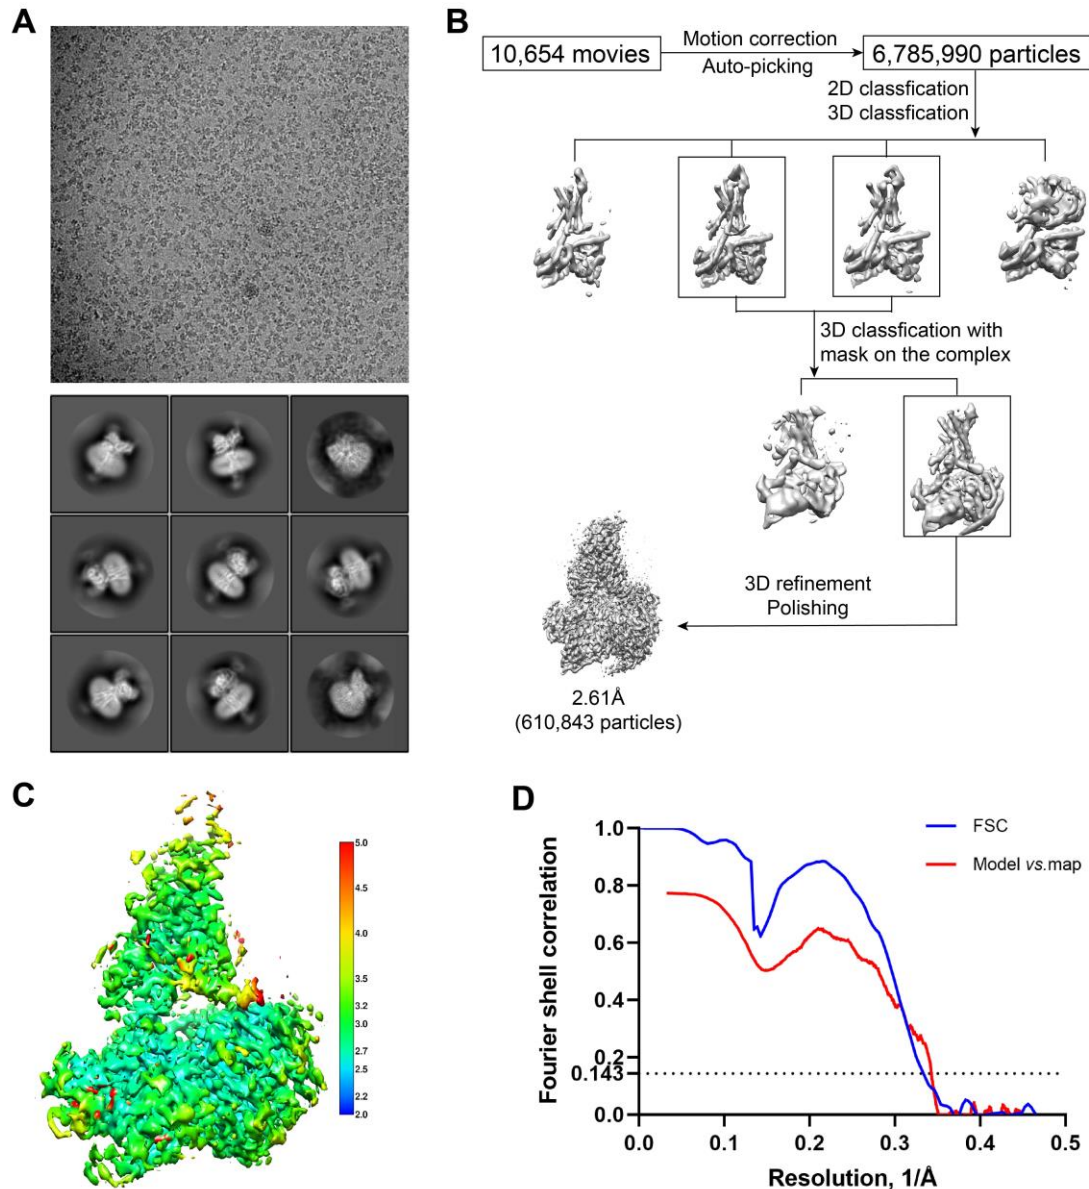 A
B
10,654 movies
Motion correction
Auto-picking
6,785,990 particles
2D classfication
3D classfication
3D classfication with
mask on the complex
3D refinement
Polishing
2.61Å
(610,843 particles)
C
5.0
4.5
4.0
3.5
3.0
2.7
2.5
2.3
2.0
D
FSC
Model vs.map
Fourier shell correlation
1.0
0.8
0.6
0.4
0.2
0.143
0.0
0.0
0.1
0.2
0.3
0.4
0.5
Resolution, 1/Å